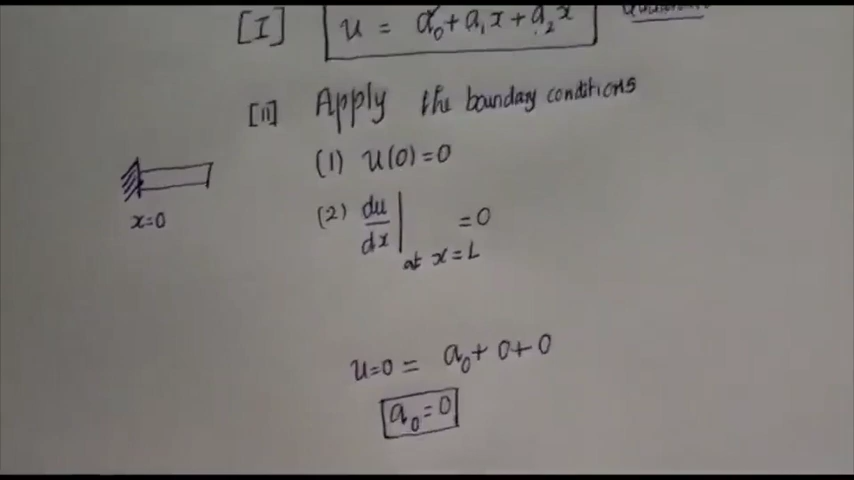 [I] u = a₀ + a₁x + a₂x
[II] Apply the boundary conditions
(1) u(0) = 0
x=0
(2) du/dx | at x = L = 0
u=0 = a₀ + 0 + 0
a₀ = 0